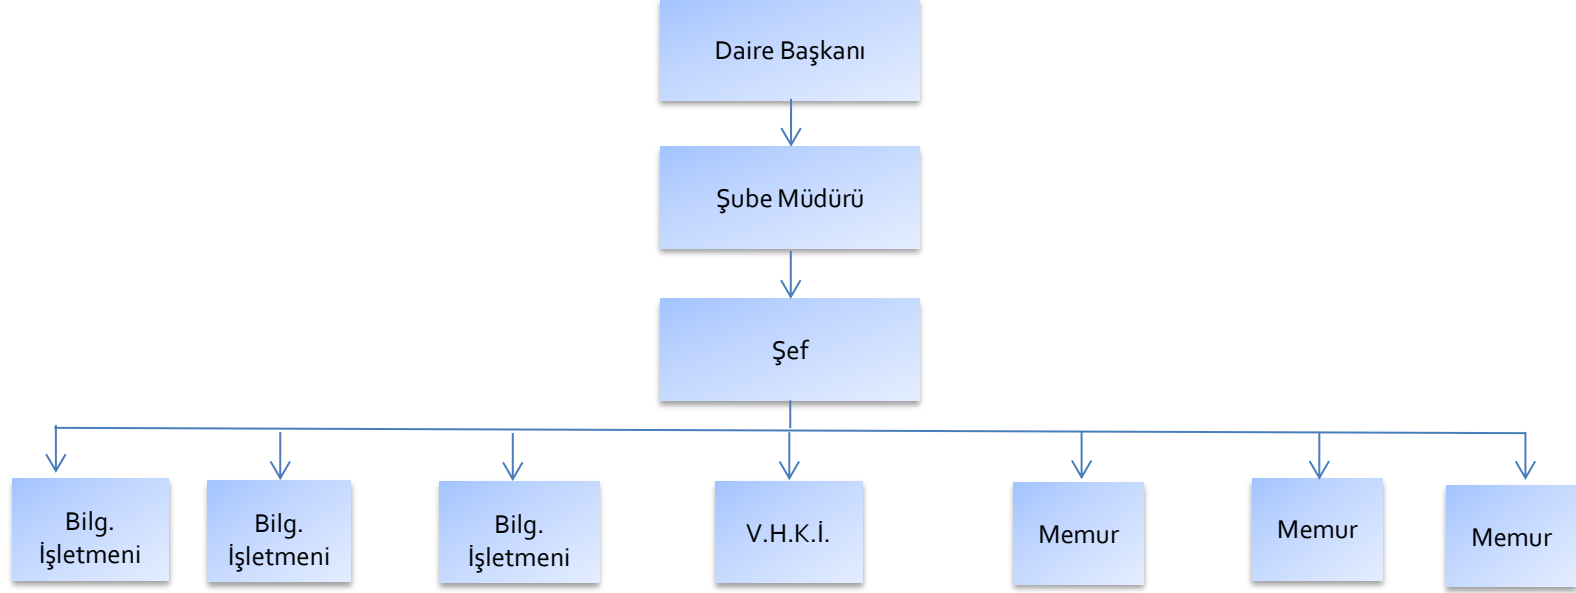 Daire Başkanı
Şube Müdürü
Şef
Bilg.
İşletmeni
Bilg.
İşletmeni
Bilg.
İşletmeni
V.H.K.İ.
Memur
Memur
Memur